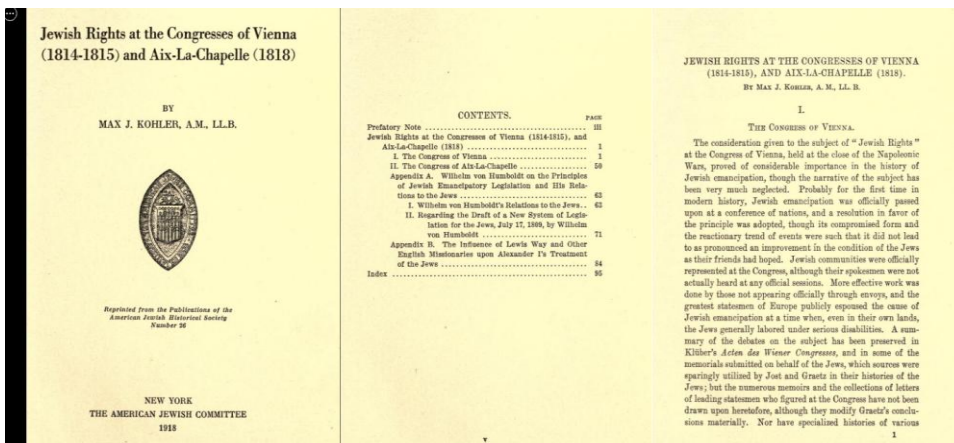 Jewish Rights at the Congresses of Vienna
(1814-1815) and Aix-La-Chapelle (1818)
BY
MAX J. KOHLER, A.M., LL.B.
Reprinted from the Publications of the
American Jewish Historical Society
Number 26
NEW YORK
THE AMERICAN JEWISH COMMITTEE
1918
CONTENTS.
PAGE
Prefatory Note III
Jewish Rights at the Congresses of Vienna (1814-1815), and
Aix-La-Chapelle (1818) 1
I. The Congress of Vienna 1
II. The Congress of Aix-La-Chapelle 50
Appendix A. Wilhelm von Humboldt on the Principles
of Jewish Emancipatory Legislation and His Rela-
tions to the Jews 62
I. Wilhelm von Humboldt's Relations to the Jews.. 62
II. Regarding the Draft of a New System of Legis-
lation for the Jews, July 17, 1809, by Wilhelm
von Humboldt 71
Appendix B. The Influence of Lewis Way and Other
English Missionaries upon Alexander I's Treatment
of the Jews 84
Index 95
V
JEWISH RIGHTS AT THE CONGRESSES OF VIENNA
(1814-1815), AND AIX-LA-CHAPELLE (1818).
BY MAX J. KOHLER, A. M., LL. B.
I.
THE CONGRESS OF VIENNA.
The consideration given to the subject of "Jewish Rights"
at the Congress of Vienna, held at the close of the Napoleonic
Wars, proved of considerable importance in the history of
Jewish emancipation, though the narrative of the subject has
been very much neglected. Probably for the first time in
modern history, Jewish emancipation was officially passed
upon at a conference of nations, and a resolution in favor of
the principle was adopted, though its compromised form and
the reactionary trend of events were such that it did not lead
to as pronounced an improvement in the condition of the Jews
as their friends had hoped. Jewish communities were officially
represented at the Congress, although their spokesmen were not
actually heard at any official sessions. More effective work was
done by those not appearing officially through envoys, and the
greatest statesmen of Europe publicly espoused the cause of
Jewish emancipation at a time when, even in their own lands,
the Jews generally labored under serious disabilities. A sum-
mary of the debates on the subject has been preserved in
Klüber's Acten des Wiener Congresses, and in some of the
memorials submitted on behalf of the Jews, which sources were
sparingly utilized by Jost and Graetz in their histories of the
Jews; but the numerous memoirs and the collections of letters
of leading statesmen who figured at the Congress have not been
drawn upon heretofore, although they modify Graetz's conclu-
sions materially. Nor have specialized histories of various
1